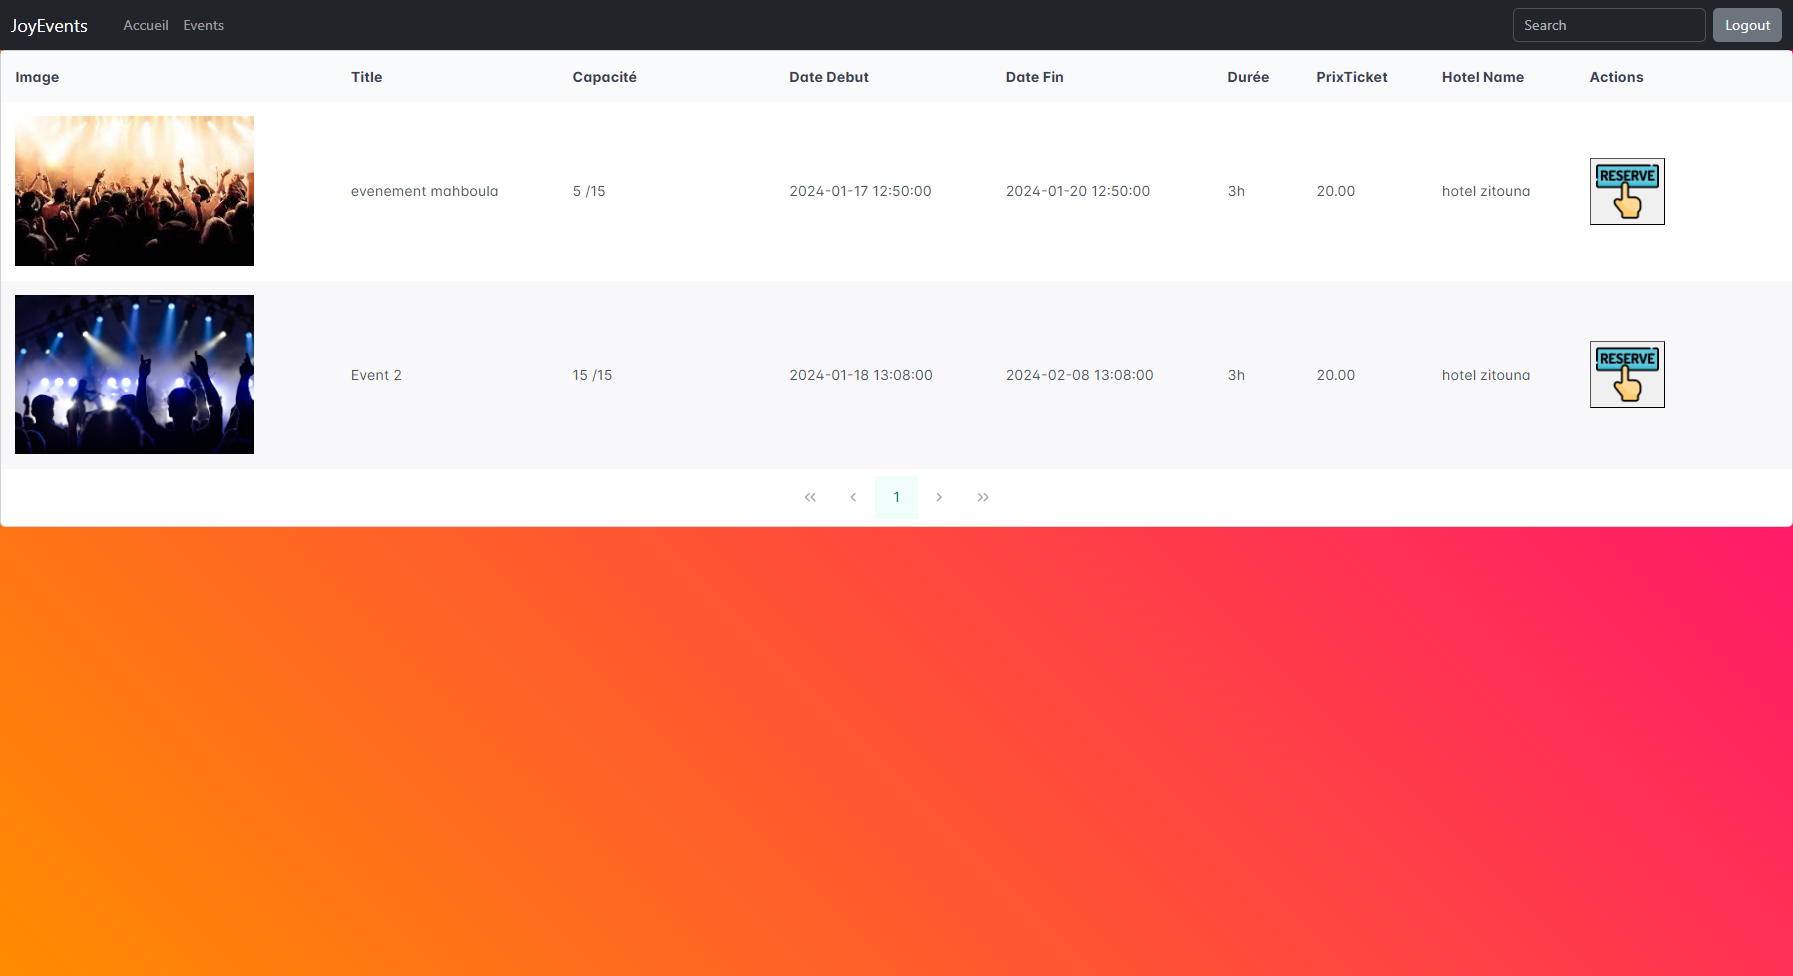 JoyEvents Accueil Events Search Logout
Image Title Capacité Date Debut Date Fin Durée PrixTicket Hotel Name Actions
evenement mahboula 5 /15 2024-01-17 12:50:00 2024-01-20 12:50:00 3h 20.00 hotel zitouna RESERVE
Event 2 15 /15 2024-01-18 13:08:00 2024-02-08 13:08:00 3h 20.00 hotel zitouna RESERVE
1